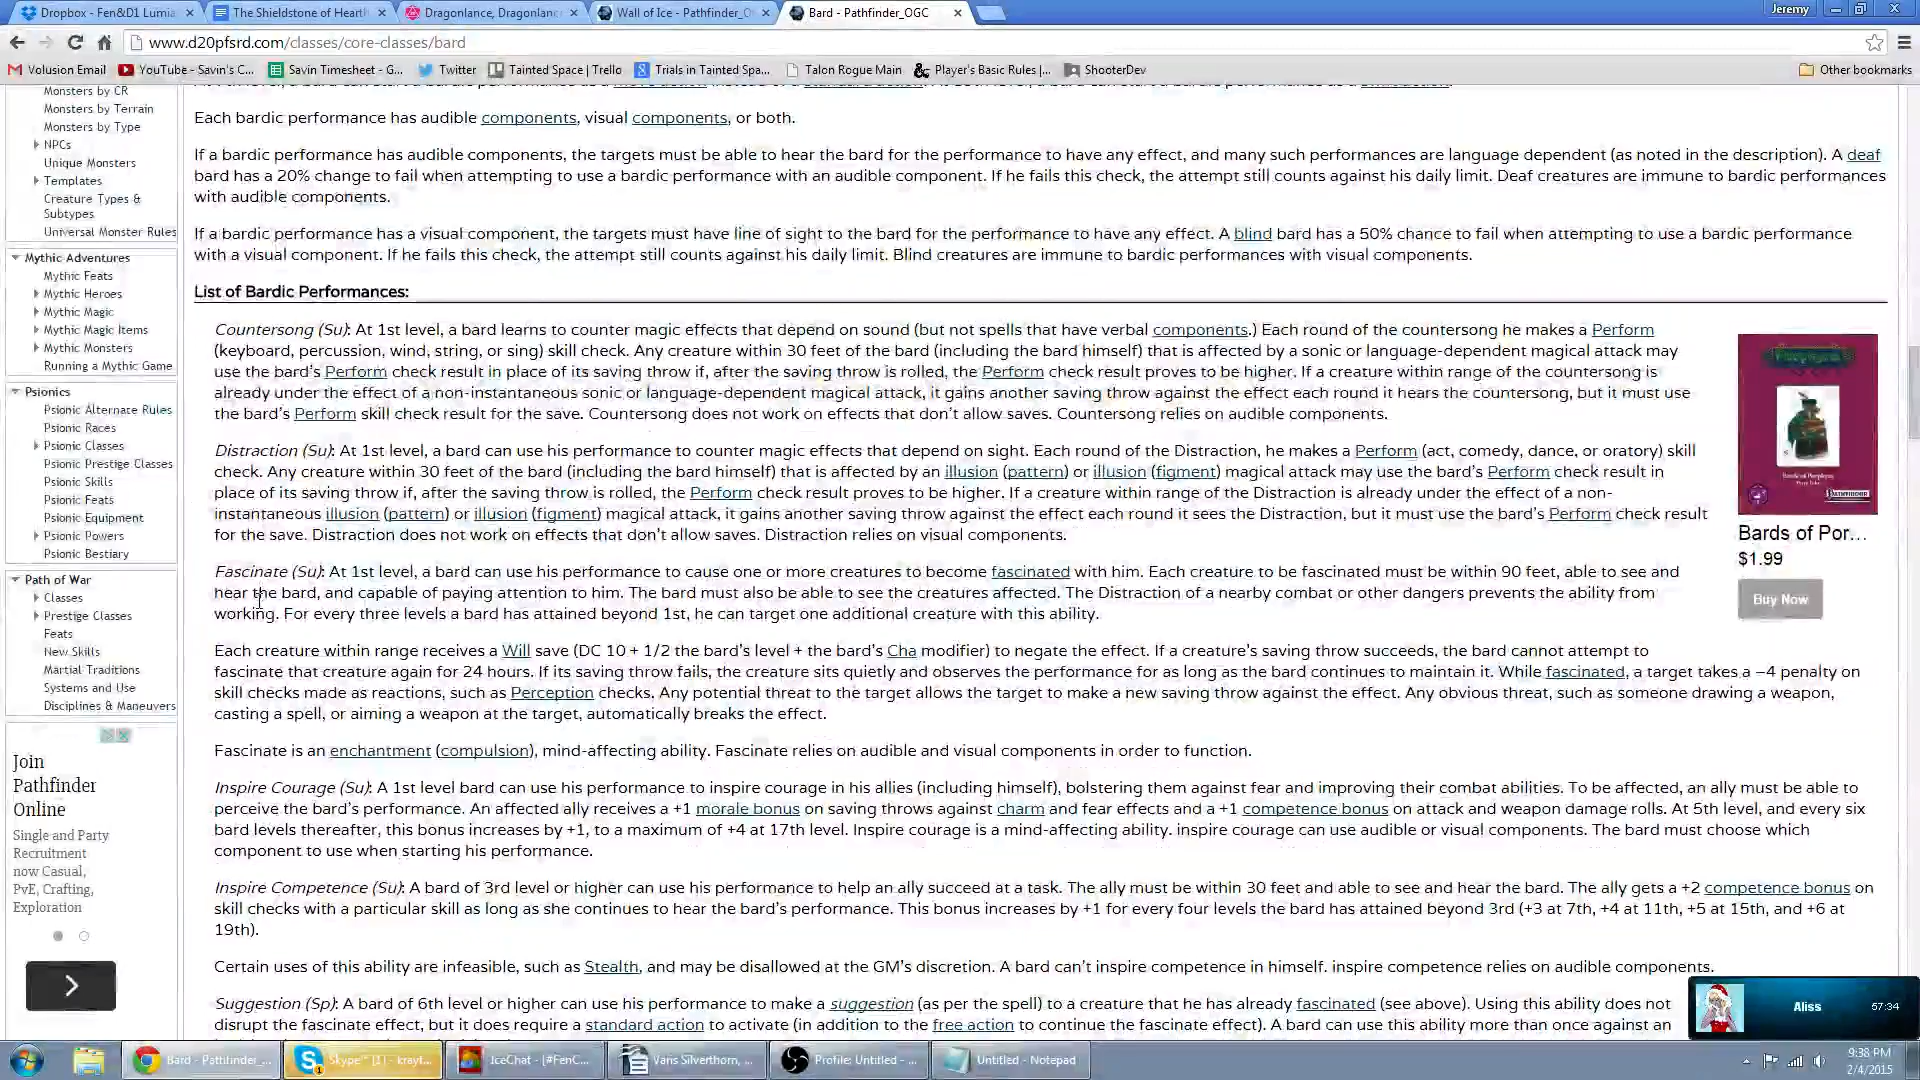 Dropbox - Fen&D1 Lumia
The Shieldstone of Hearth
Dragonlance, Dragonlanc
Wall of Ice - Pathfinder_O
Bard - Pathfinder_OGC
Jeremy
www.d20pfsrd.com/classes/core-classes/bard
Volusion Email
YouTube - Savin's C...
Savin Timesheet - G...
Twitter
Tainted Space | Trello
Trials in Tainted Spa...
Talon Rogue Main
Player's Basic Rules |...
ShooterDev
Other bookmarks
Monsters by CR
Monsters by Terrain
Monsters by Type
NPCs
Unique Monsters
Templates
Creature Types &
Subtypes
Universal Monster Rules
Mythic Adventures
Mythic Feats
Mythic Heroes
Mythic Magic
Mythic Magic Items
Mythic Monsters
Running a Mythic Game
Psionics
Psionic Alternate Rules
Psionic Races
Psionic Classes
Psionic Prestige Classes
Psionic Skills
Psionic Feats
Psionic Equipment
Psionic Powers
Psionic Bestiary
Path of War
Classes
Prestige Classes
Feats
New Skills
Martial Traditions
Systems and Use
Disciplines & Maneuvers
Join
Pathfinder
Online
Single and Party
Recruitment
now Casual,
PvE, Crafting,
Exploration
Each bardic performance has audible components, visual components, or both.
If a bardic performance has audible components, the targets must be able to hear the bard for the performance to have any effect, and many such performances are language dependent (as noted in the description). A deaf
bard has a 20% change to fail when attempting to use a bardic performance with an audible component. If he fails this check, the attempt still counts against his daily limit. Deaf creatures are immune to bardic performances
with audible components.
If a bardic performance has a visual component, the targets must have line of sight to the bard for the performance to have any effect. A blind bard has a 50% chance to fail when attempting to use a bardic performance
with a visual component. If he fails this check, the attempt still counts against his daily limit. Blind creatures are immune to bardic performances with visual components.
List of Bardic Performances:
Countersong (Su): At 1st level, a bard learns to counter magic effects that depend on sound (but not spells that have verbal components.) Each round of the countersong he makes a Perform
(keyboard, percussion, wind, string, or sing) skill check. Any creature within 30 feet of the bard (including the bard himself) that is affected by a sonic or language-dependent magical attack may
use the bard's Perform check result in place of its saving throw if, after the saving throw is rolled, the Perform check result proves to be higher. If a creature within range of the countersong is
already under the effect of a non-instantaneous sonic or language-dependent magical attack, it gains another saving throw against the effect each round it hears the countersong, but it must use
the bard's Perform skill check result for the save. Countersong does not work on effects that don't allow saves. Countersong relies on audible components.
Distraction (Su): At 1st level, a bard can use his performance to counter magic effects that depend on sight. Each round of the Distraction, he makes a Perform (act, comedy, dance, or oratory) skill
check. Any creature within 30 feet of the bard (including the bard himself) that is affected by an illusion (pattern) or illusion (figment) magical attack may use the bard's Perform check result in
place of its saving throw if, after the saving throw is rolled, the Perform check result proves to be higher. If a creature within range of the Distraction is already under the effect of a non-
instantaneous illusion (pattern) or illusion (figment) magical attack, it gains another saving throw against the effect each round it sees the Distraction, but it must use the bard's Perform check result
for the save. Distraction does not work on effects that don't allow saves. Distraction relies on visual components.
Fascinate (Su): At 1st level, a bard can use his performance to cause one or more creatures to become fascinated with him. Each creature to be fascinated must be within 90 feet, able to see and
hear the bard, and capable of paying attention to him. The bard must also be able to see the creatures affected. The Distraction of a nearby combat or other dangers prevents the ability from
working. For every three levels a bard has attained beyond 1st, he can target one additional creature with this ability.
Each creature within range receives a Will save (DC 10 + 1/2 the bard's level + the bard's Cha modifier) to negate the effect. If a creature's saving throw succeeds, the bard cannot attempt to
fascinate that creature again for 24 hours. If its saving throw fails, the creature sits quietly and observes the performance for as long as the bard continues to maintain it. While fascinated, a target takes a −4 penalty on
skill checks made as reactions, such as Perception checks. Any potential threat to the target allows the target to make a new saving throw against the effect. Any obvious threat, such as someone drawing a weapon,
casting a spell, or aiming a weapon at the target, automatically breaks the effect.
Fascinate is an enchantment (compulsion), mind-affecting ability. Fascinate relies on audible and visual components in order to function.
Inspire Courage (Su): A 1st level bard can use his performance to inspire courage in his allies (including himself), bolstering them against fear and improving their combat abilities. To be affected, an ally must be able to
perceive the bard's performance. An affected ally receives a +1 morale bonus on saving throws against charm and fear effects and a +1 competence bonus on attack and weapon damage rolls. At 5th level, and every six
bard levels thereafter, this bonus increases by +1, to a maximum of +4 at 17th level. Inspire courage is a mind-affecting ability. inspire courage can use audible or visual components. The bard must choose which
component to use when starting his performance.
Inspire Competence (Su): A bard of 3rd level or higher can use his performance to help an ally succeed at a task. The ally must be within 30 feet and able to see and hear the bard. The ally gets a +2 competence bonus on
skill checks with a particular skill as long as she continues to hear the bard's performance. This bonus increases by +1 for every four levels the bard has attained beyond 3rd (+3 at 7th, +4 at 11th, +5 at 15th, and +6 at
19th).
Certain uses of this ability are infeasible, such as Stealth, and may be disallowed at the GM's discretion. A bard can't inspire competence in himself. inspire competence relies on audible components.
Suggestion (Sp): A bard of 6th level or higher can use his performance to make a suggestion (as per the spell) to a creature that he has already fascinated (see above). Using this ability does not
disrupt the fascinate effect, but it does require a standard action to activate (in addition to the free action to continue the fascinate effect). A bard can use this ability more than once against an
Bards of Por...
$1.99
Buy Now
Aliss
57:34
Bard - Pathfinder_...
Skype™ [1] - krayt...
IceChat - [#FenC...
Varis Silverthorn, ...
Profile: Untitled - ...
Untitled - Notepad
9:38 PM
2/4/2015